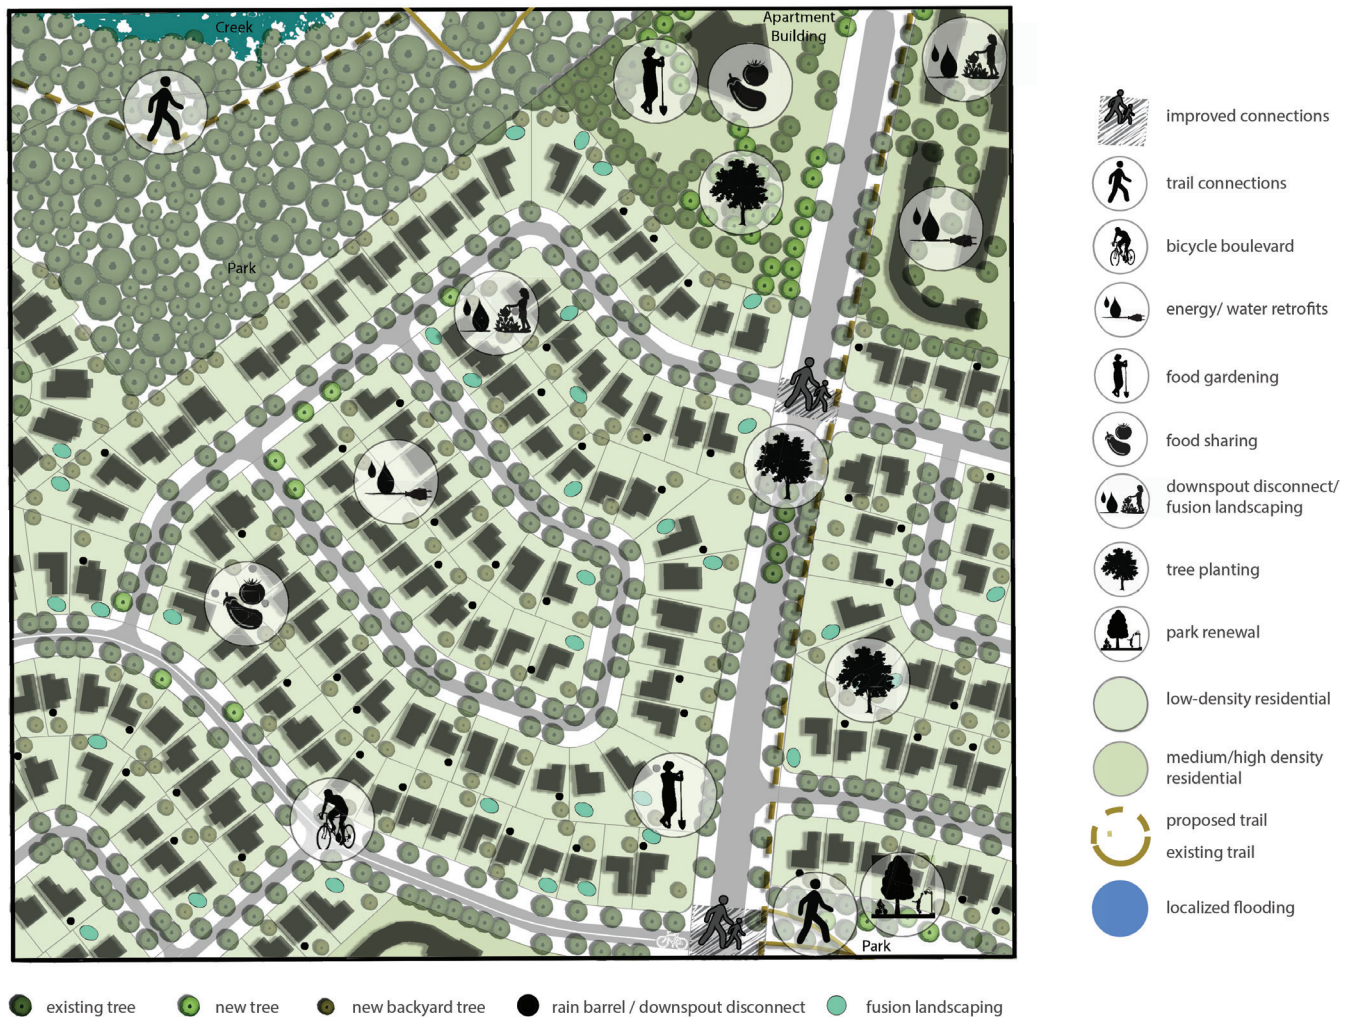 Creek
Apartment
Building
Park
Park
improved connections
trail connections
bicycle boulevard
energy/ water retrofits
food gardening
food sharing
downspout disconnect/
fusion landscaping
tree planting
park renewal
low-density residential
medium/high density
residential
proposed trail
existing trail
localized flooding
existing tree
new tree
new backyard tree
rain barrel / downspout disconnect
fusion landscaping